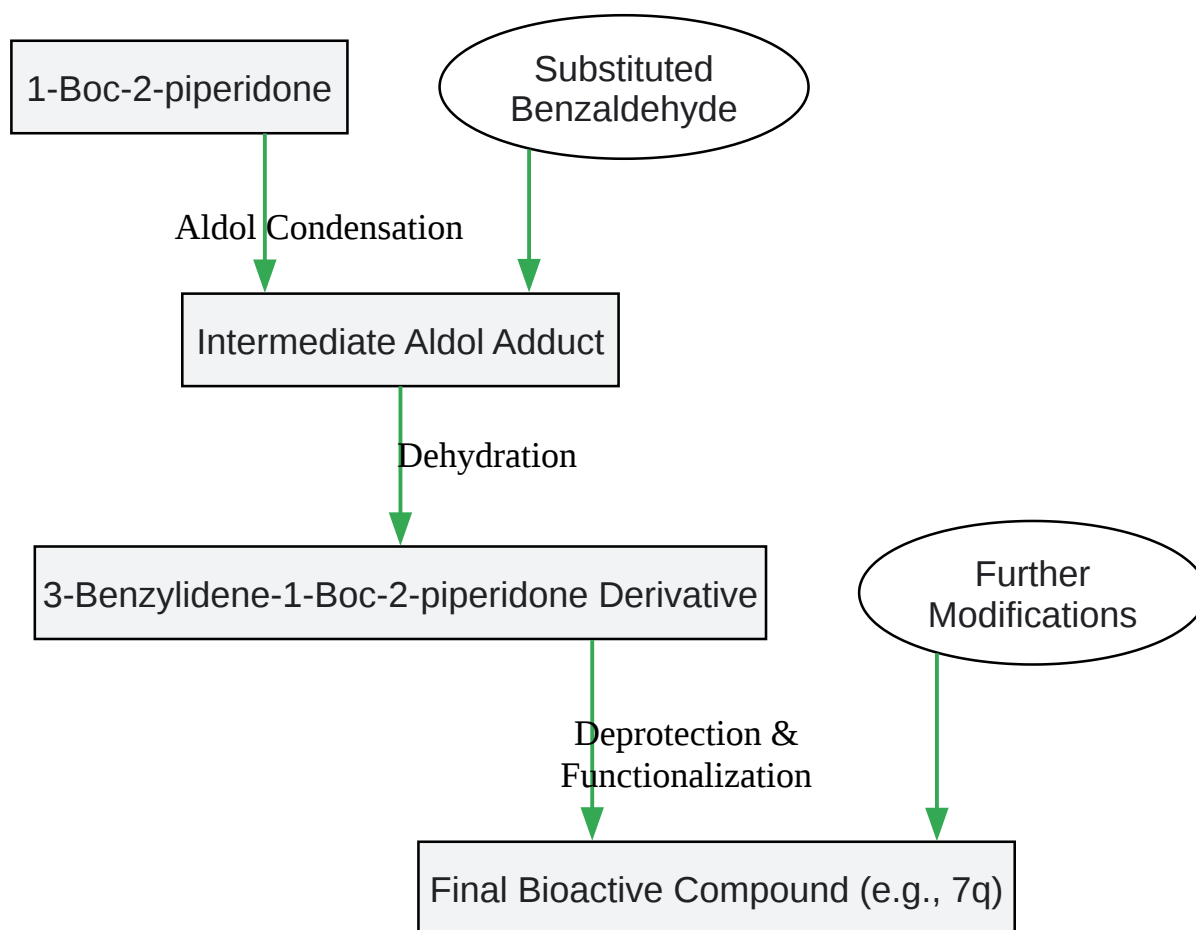 1-Boc-2-piperidone
Substituted
Benzaldehyde
Aldol Condensation
Intermediate Aldol Adduct
Dehydration
3-Benzylidene-1-Boc-2-piperidone Derivative
Further
Modifications
Deprotection &
Functionalization
Final Bioactive Compound (e.g., 7q)